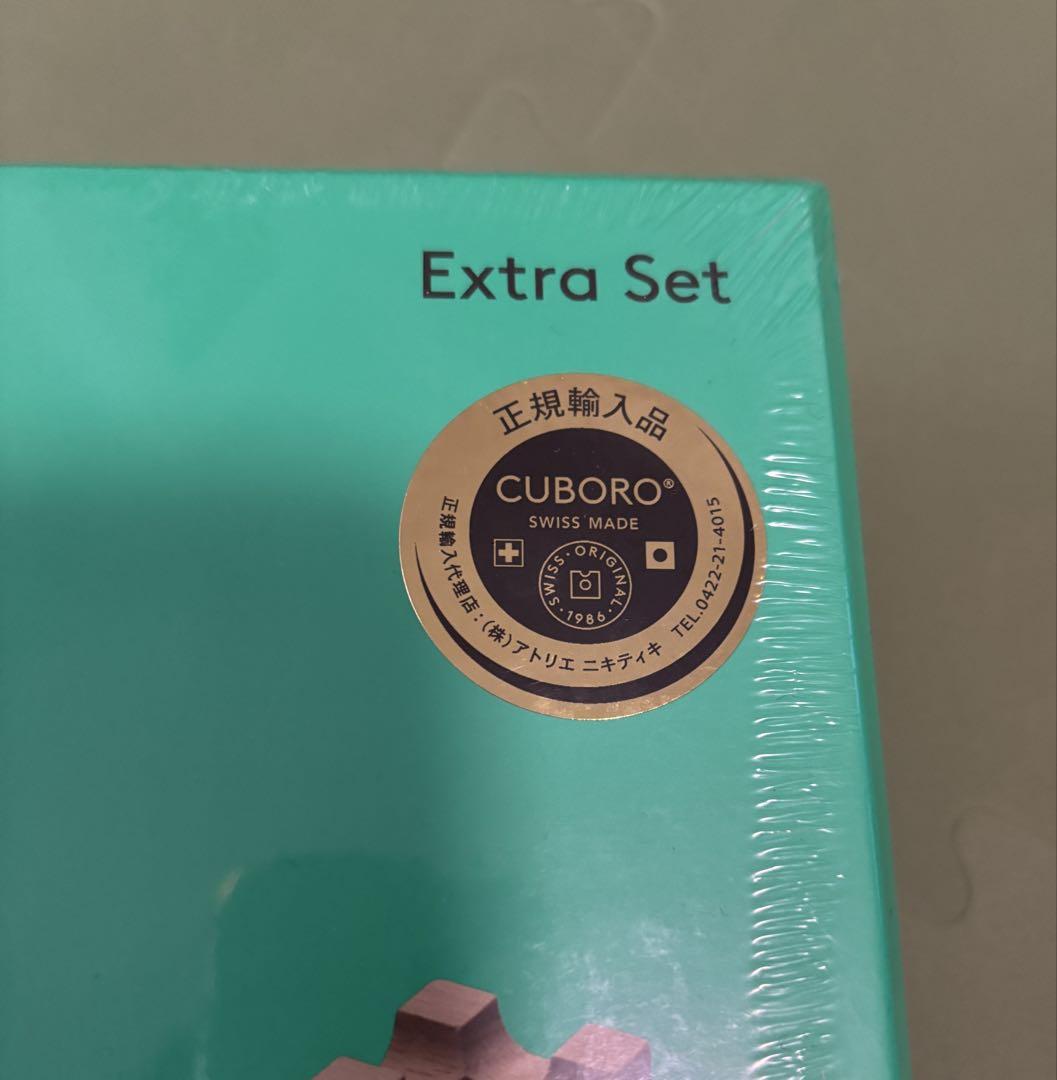 Extra Set
正規輸入品
CUBORO®
SWISS MADE
SWISS・ORIGINAL
・1986・
正規輸入代理店：(株)アトリエ ニキティキ TEL.0422-21-4015